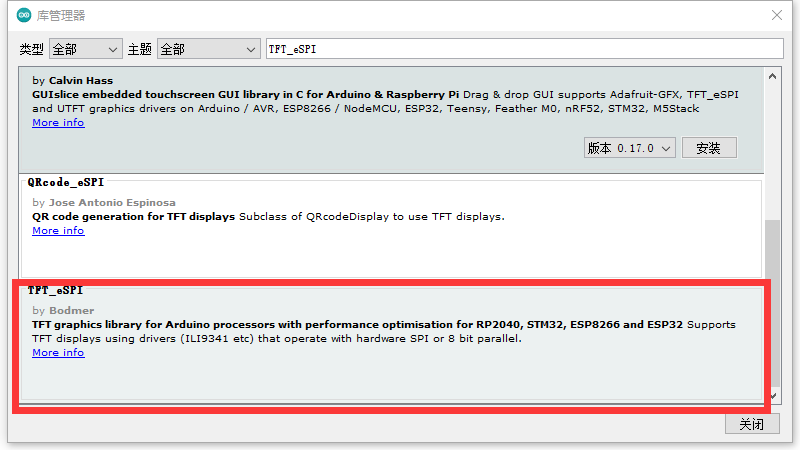 库管理器
类型 全部 主题 全部 TFT_eSPI
by Calvin Hass
GUIslice embedded touchscreen GUI library in C for Arduino & Raspberry Pi Drag & drop GUI supports Adafruit-GFX, TFT_eSPI
and UTFT graphics drivers on Arduino / AVR, ESP8266 / NodeMCU, ESP32, Teensy, Feather M0, nRF52, STM32, M5Stack
More info
版本 0.17.0 安装
QRcode_eSPI
by Jose Antonio Espinosa
QR code generation for TFT displays Subclass of QRcodeDisplay to use TFT displays.
More info
TFT_eSPI
by Bodmer
TFT graphics library for Arduino processors with performance optimisation for RP2040, STM32, ESP8266 and ESP32 Supports
TFT displays using drivers (ILI9341 etc) that operate with hardware SPI or 8 bit parallel.
More info
关闭